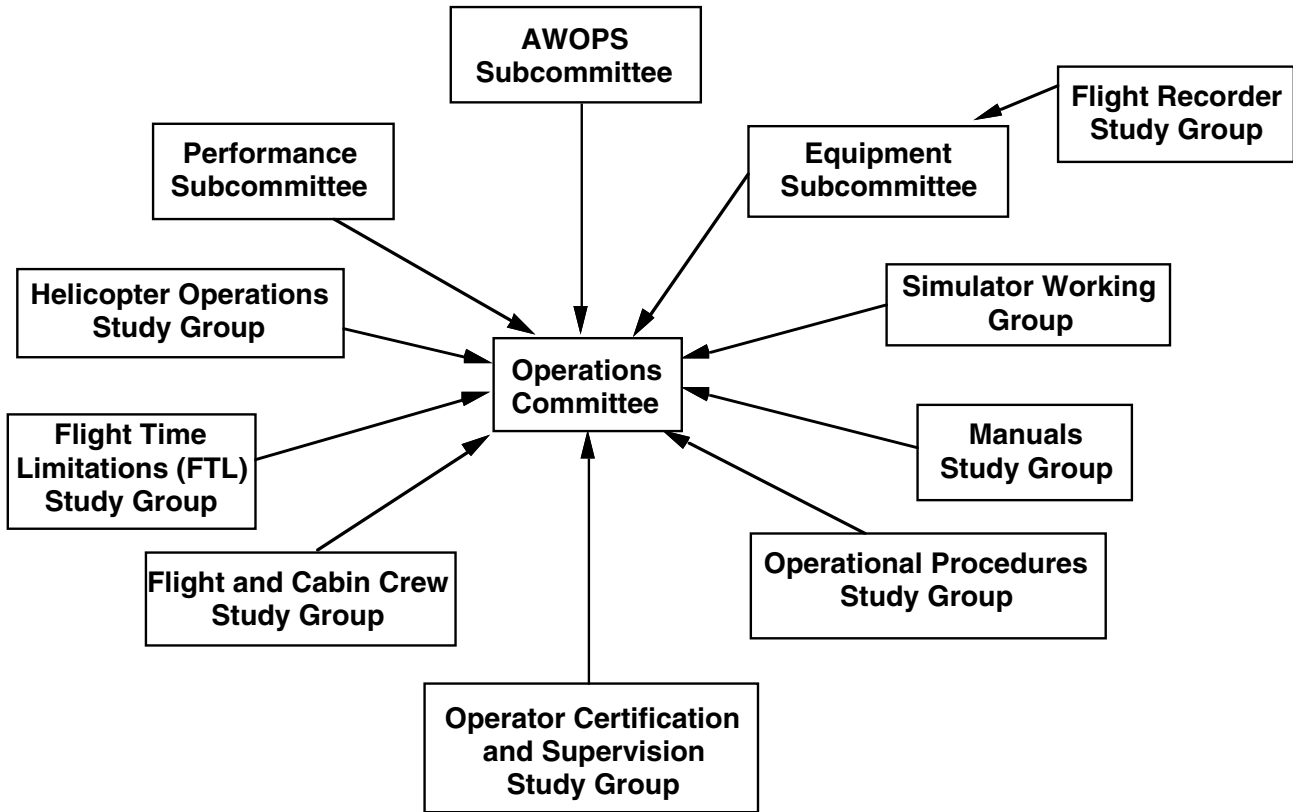 AWOPS
Subcommittee
Flight Recorder
Study Group
Performance
Subcommittee
Equipment
Subcommittee
Helicopter Operations
Study Group
Simulator Working
Group
Operations
Committee
Flight Time
Limitations (FTL)
Study Group
Manuals
Study Group
Flight and Cabin Crew
Study Group
Operational Procedures
Study Group
Operator Certification
and Supervision
Study Group